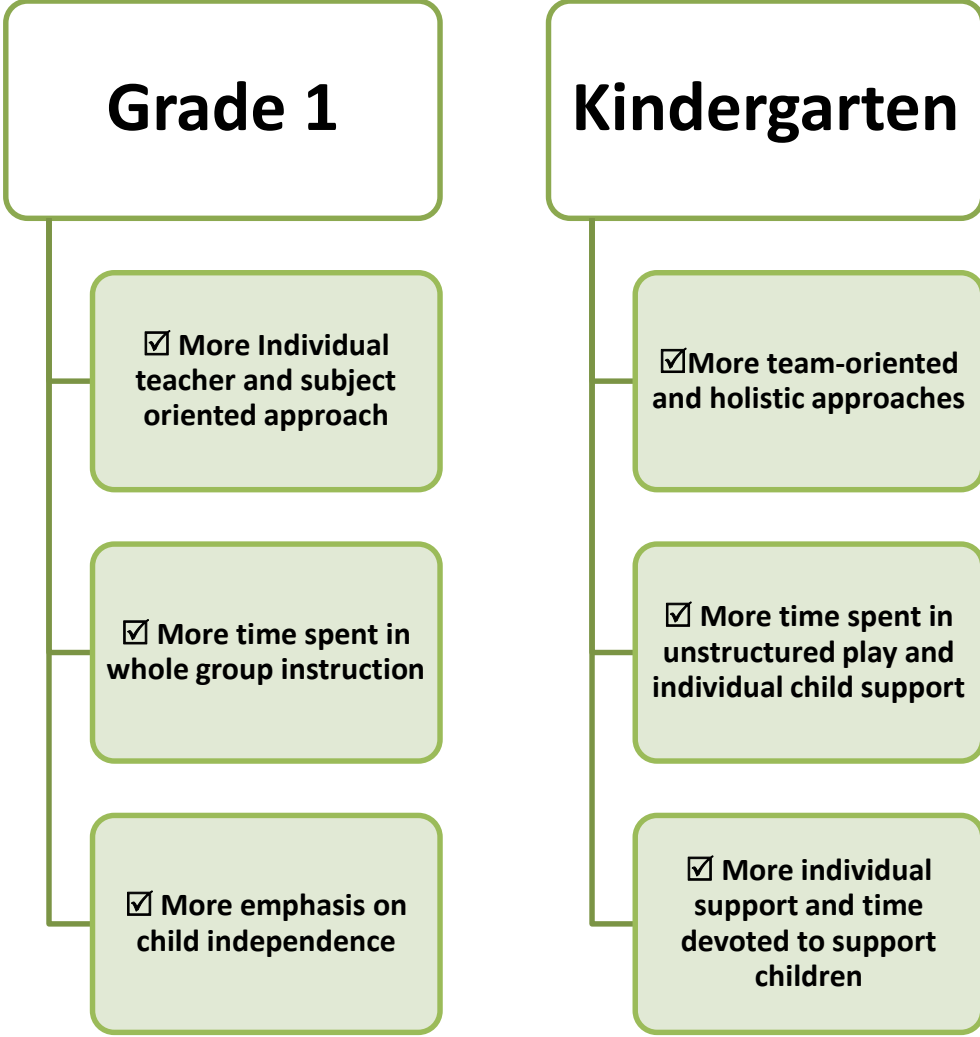 Grade 1
☑ More Individual
teacher and subject
oriented approach
☑ More time spent in
whole group instruction
☑ More emphasis on
child independence
Kindergarten
☑More team-oriented
and holistic approaches
☑ More time spent in
unstructured play and
individual child support
☑ More individual
support and time
devoted to support
children